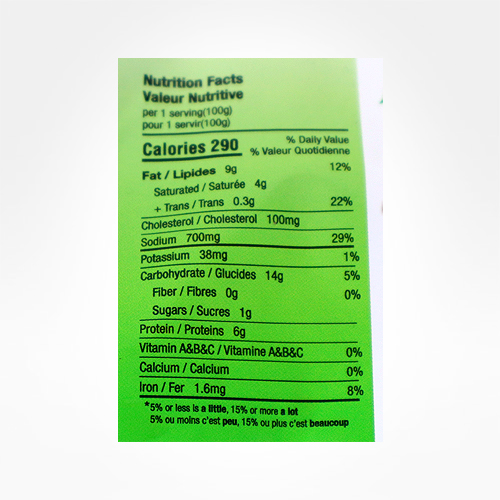 Nutrition Facts
Valeur Nutritive
per 1 serving(100g)
pour 1 servir(100g)
Calories 290 % Daily Value
% Valeur Quotidienne
Fat / Lipides 9g 12%
Saturated / Saturée 4g
+ Trans / Trans 0.3g 22%
Cholesterol / Cholesterol 100mg
Sodium 700mg 29%
Potassium 38mg 1%
Carbohydrate / Glucides 14g 5%
Fiber / Fibres 0g 0%
Sugars / Sucres 1g
Protein / Proteins 6g
Vitamin A&B&C / Vitamine A&B&C 0%
Calcium / Calcium 0%
Iron / Fer 1.6mg 8%
*5% or less is a little, 15% or more a lot
5% ou moins c'est peu, 15% ou plus c'est beaucoup